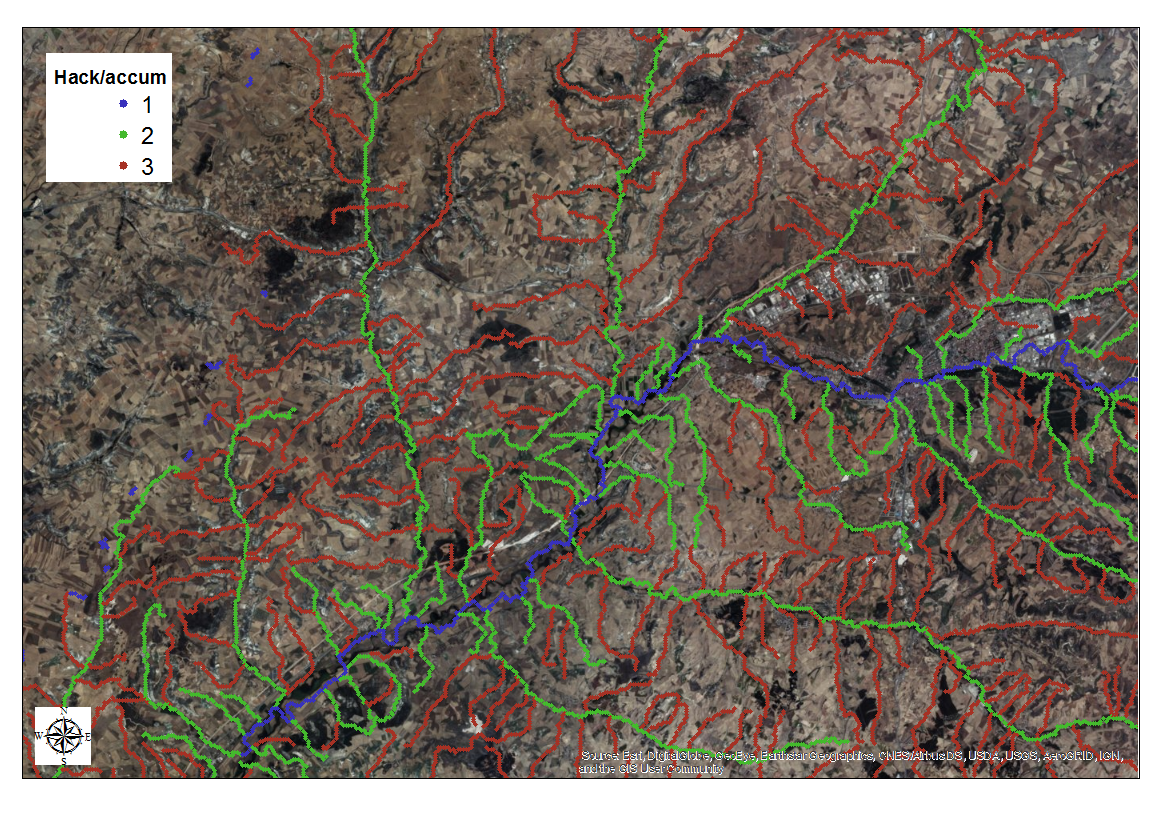 Hack/accum
1
2
3
N
W E
S
Source: Esri, DigitalGlobe, GeoEye, Earthstar Geographics, CNES/Airbus DS, USDA, USGS, AeroGRID, IGN,
and the GIS User Community